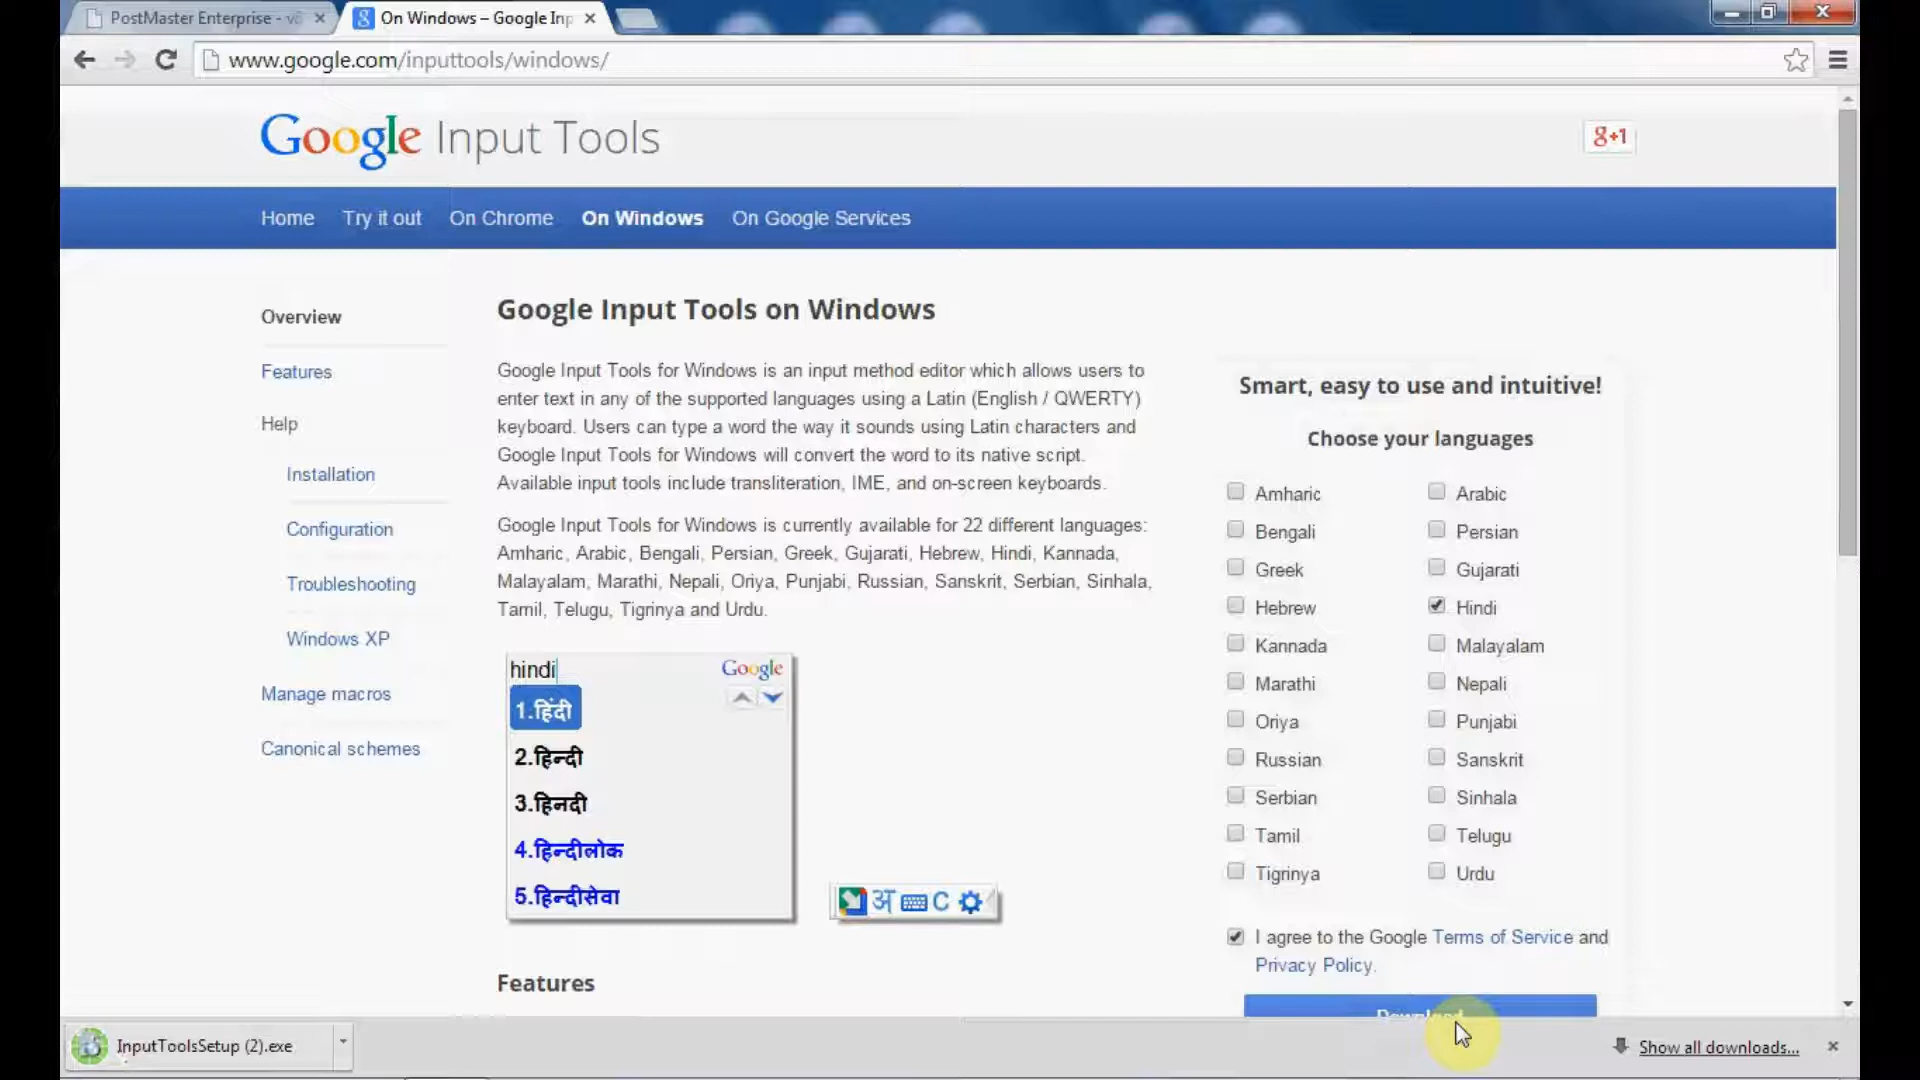 PostMaster Enterprise - v
On Windows – Google Inp
www.google.com/inputtools/windows/
Google Input Tools
g+1
Home Try it out On Chrome On Windows On Google Services
Overview
Features
Help
Installation
Configuration
Troubleshooting
Windows XP
Manage macros
Canonical schemes
Google Input Tools on Windows
Google Input Tools for Windows is an input method editor which allows users to
enter text in any of the supported languages using a Latin (English / QWERTY)
keyboard. Users can type a word the way it sounds using Latin characters and
Google Input Tools for Windows will convert the word to its native script.
Available input tools include transliteration, IME, and on-screen keyboards.
Google Input Tools for Windows is currently available for 22 different languages:
Amharic, Arabic, Bengali, Persian, Greek, Gujarati, Hebrew, Hindi, Kannada,
Malayalam, Marathi, Nepali, Oriya, Punjabi, Russian, Sanskrit, Serbian, Sinhala,
Tamil, Telugu, Tigrinya and Urdu.
hindi Google
1.हिंदी
2.हिन्दी
3.हिनदी
4.हिन्दीलोक
5.हिन्दीसेवा
अ C
Features
Smart, easy to use and intuitive!
Choose your languages
Amharic Arabic
Bengali Persian
Greek Gujarati
Hebrew Hindi
Kannada Malayalam
Marathi Nepali
Oriya Punjabi
Russian Sanskrit
Serbian Sinhala
Tamil Telugu
Tigrinya Urdu
I agree to the Google Terms of Service and
Privacy Policy.
Download
InputToolsSetup (2).exe
Show all downloads...